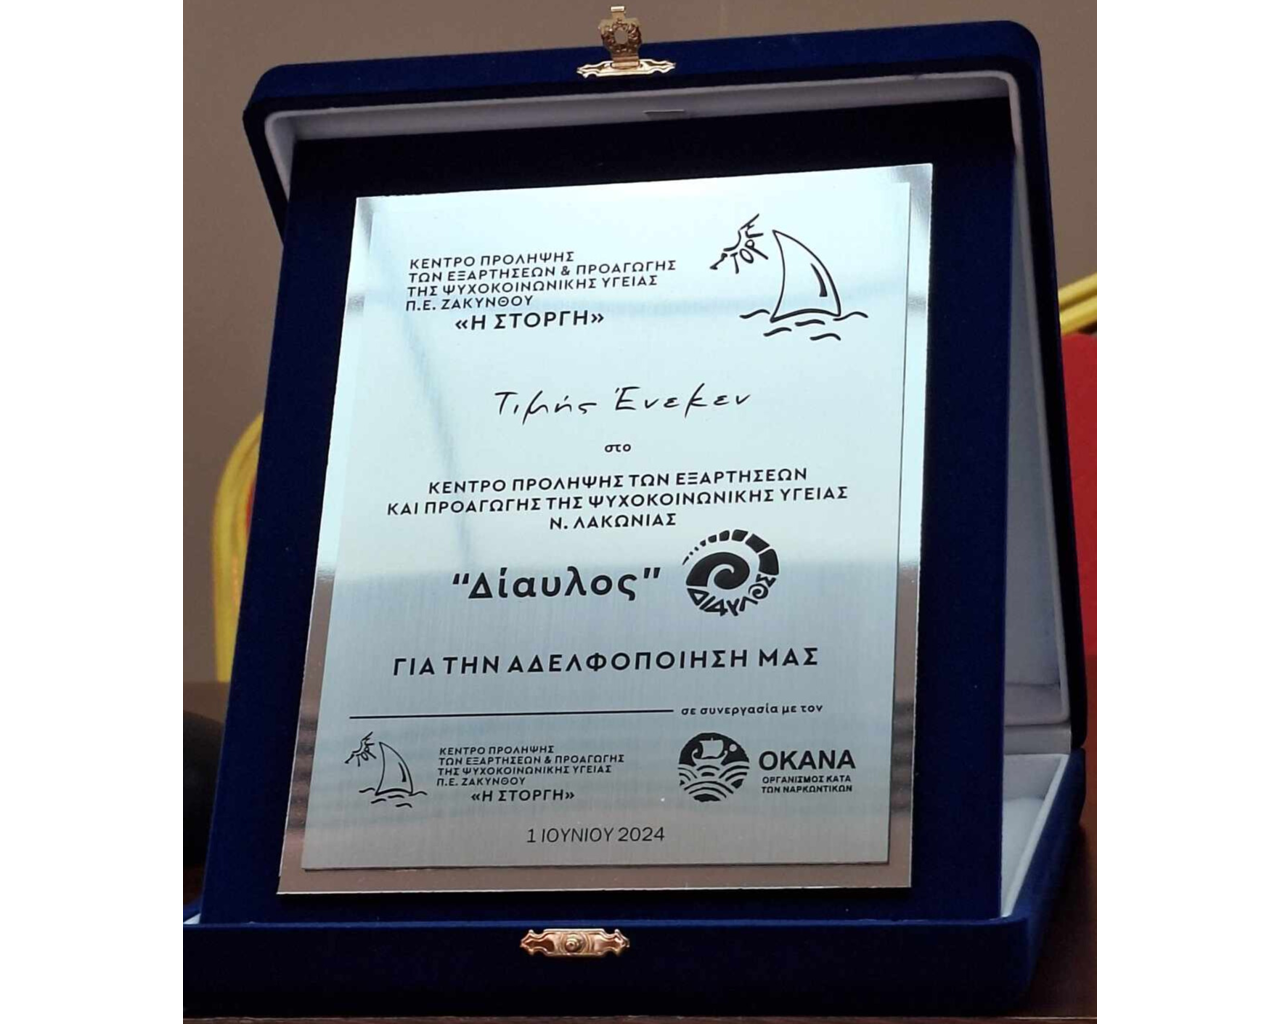 ΚΕΝΤΡΟ ΠΡΟΛΗΨΗΣ
ΤΩΝ ΕΞΑΡΤΗΣΕΩΝ & ΠΡΟΑΓΩΓΗΣ
ΤΗΣ ΨΥΧΟΚΟΙΝΩΝΙΚΗΣ ΥΓΕΙΑΣ
Π.Ε. ΖΑΚΥΝΘΟΥ
«Η ΣΤΟΡΓΗ»
Τιμής Ένεκεν
στο
ΚΕΝΤΡΟ ΠΡΟΛΗΨΗΣ ΤΩΝ ΕΞΑΡΤΗΣΕΩΝ
ΚΑΙ ΠΡΟΑΓΩΓΗΣ ΤΗΣ ΨΥΧΟΚΟΙΝΩΝΙΚΗΣ ΥΓΕΙΑΣ
Ν. ΛΑΚΩΝΙΑΣ
“Δίαυλος”
ΔΙΑΥΛΟΣ
ΓΙΑ ΤΗΝ ΑΔΕΛΦΟΠΟΙΗΣΗ ΜΑΣ
σε συνεργασία με τον
ΚΕΝΤΡΟ ΠΡΟΛΗΨΗΣ
ΤΩΝ ΕΞΑΡΤΗΣΕΩΝ & ΠΡΟΑΓΩΓΗΣ
ΤΗΣ ΨΥΧΟΚΟΙΝΩΝΙΚΗΣ ΥΓΕΙΑΣ
Π.Ε. ΖΑΚΥΝΘΟΥ
«Η ΣΤΟΡΓΗ»
ΟΚΑΝΑ
ΟΡΓΑΝΙΣΜΟΣ ΚΑΤΑ
ΤΩΝ ΝΑΡΚΩΝΤΙΚΩΝ
1 ΙΟΥΝΙΟΥ 2024